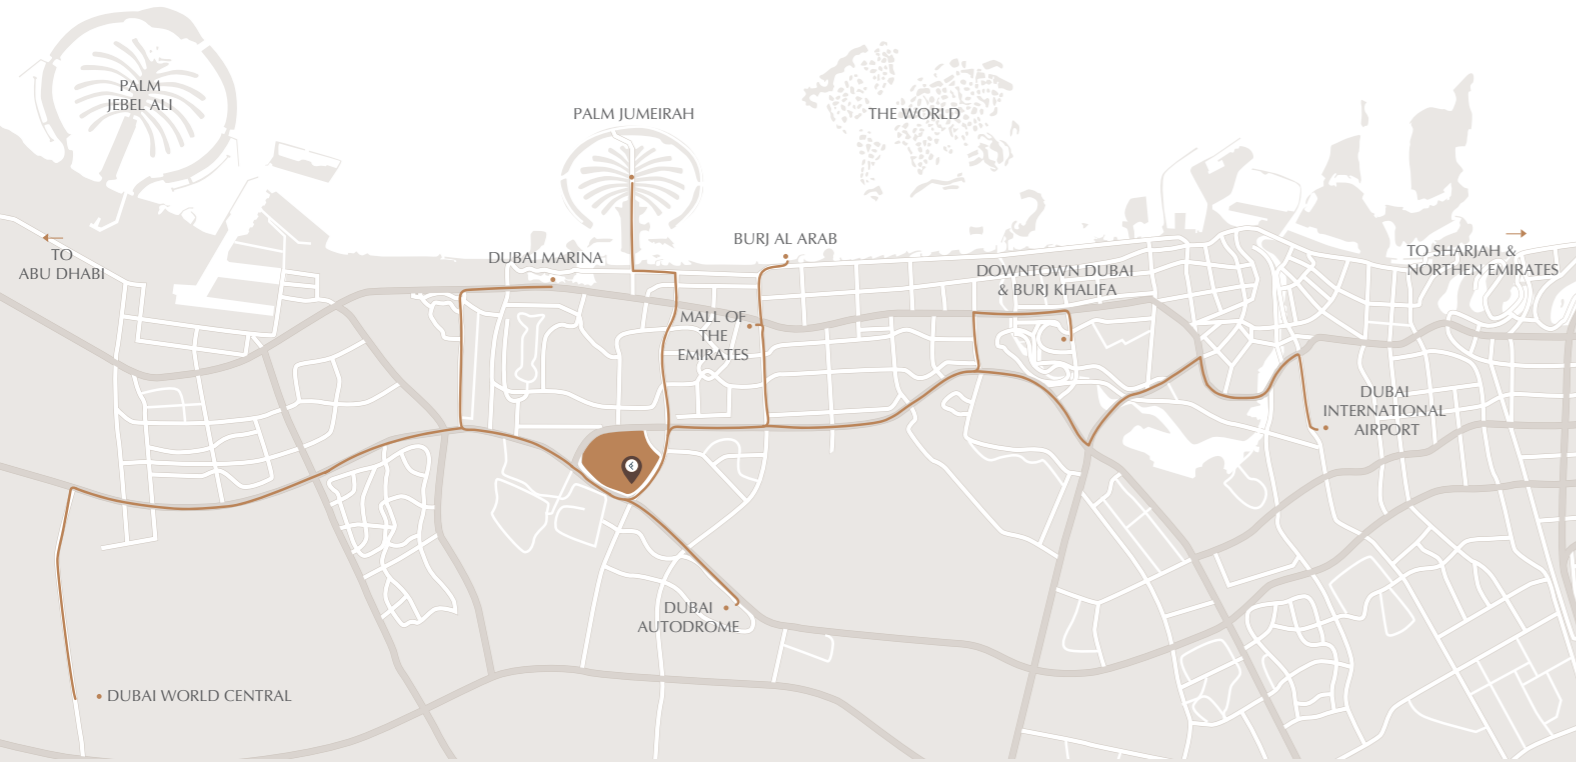 PALM
JEBEL ALI
PALM JUMEIRAH
THE WORLD
TO
ABU DHABI
DUBAI MARINA
BURJ AL ARAB
DOWNTOWN DUBAI
& BURJ KHALIFA
TO SHARJAH &
NORTHEN EMIRATES
MALL OF
THE
EMIRATES
DUBAI
INTERNATIONAL
AIRPORT
DUBAI
AUTODROME
DUBAI WORLD CENTRAL